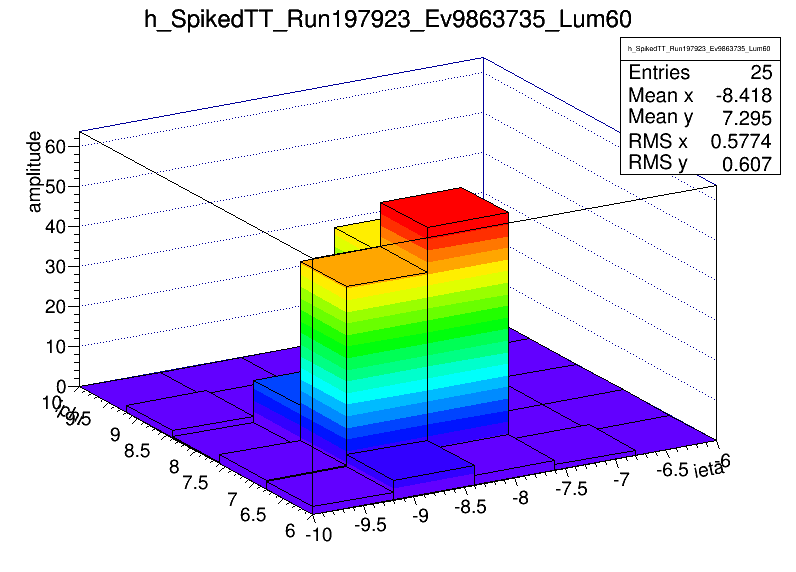 h_SpikedTT_Run197923_Ev9863735_Lum60
h_SpikedTT_Run197923_Ev9863735_Lum60
Entries 25
Mean x -8.418
Mean y 7.295
RMS x 0.5774
RMS y 0.607
amplitude
60
50
40
30
20
10
0
10
9.5
9
8.5
8
7.5
7
6.5
6
iphi
-10
-9.5
-9
-8.5
-8
-7.5
-7
-6.5
-6
ieta